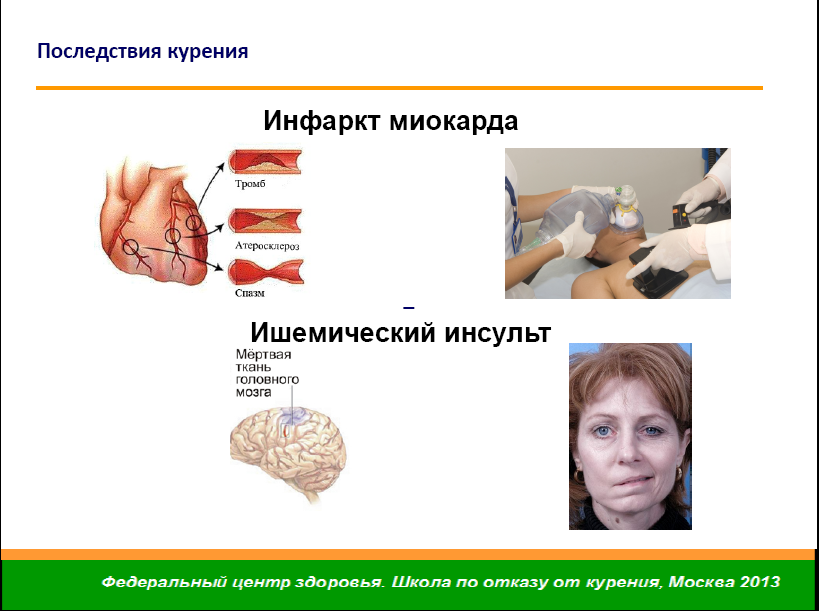 Последствия курения
Инфаркт миокарда
Тромб
Атеросклероз
Спазм
–
Ишемический инсульт
Мёртвая
ткань
головного
мозга
Федеральный центр здоровья. Школа по отказу от курения, Москва 2013